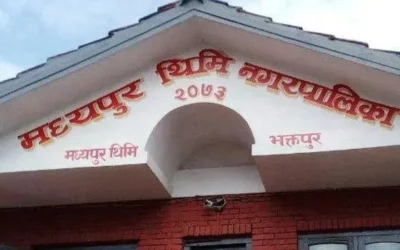 मध्यपुर थिमि नगरपालिका
२०७३
मध्यपुर थिमि भक्तपुर